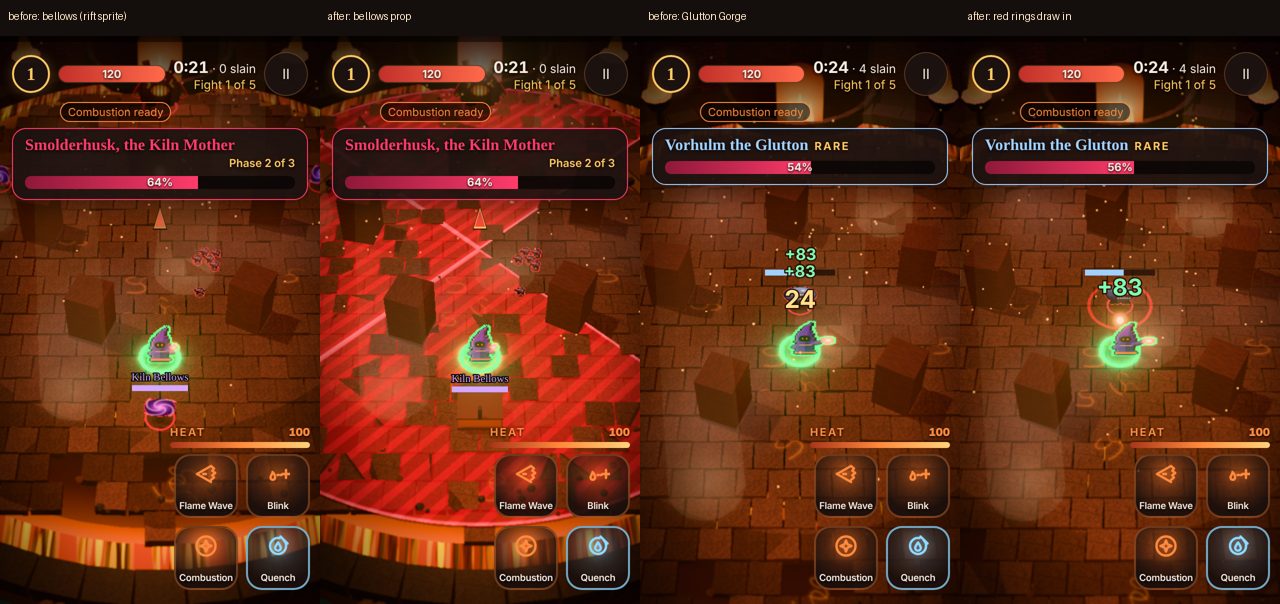 before: bellows (rift sprite)
1
120
0:21 · 0 slain
Fight 1 of 5
Combustion ready
Smolderhusk, the Kiln Mother
Phase 2 of 3
64%
Kiln Bellows
HEAT 100
Flame Wave
Blink
Combustion
Quench
after: bellows prop
1
120
0:21 · 0 slain
Fight 1 of 5
Combustion ready
Smolderhusk, the Kiln Mother
Phase 2 of 3
64%
Kiln Bellows
HEAT 100
Flame Wave
Blink
Combustion
Quench
before: Glutton Gorge
1
120
0:24 · 4 slain
Fight 1 of 5
Combustion ready
Vorhulm the Glutton RARE
54%
+83
+83
24
HEAT 100
Flame Wave
Blink
Combustion
Quench
after: red rings draw in
1
120
0:24 · 4 slain
Fight 1 of 5
Combustion ready
Vorhulm the Glutton RARE
56%
+83
HEAT 100
Flame Wave
Blink
Combustion
Quench